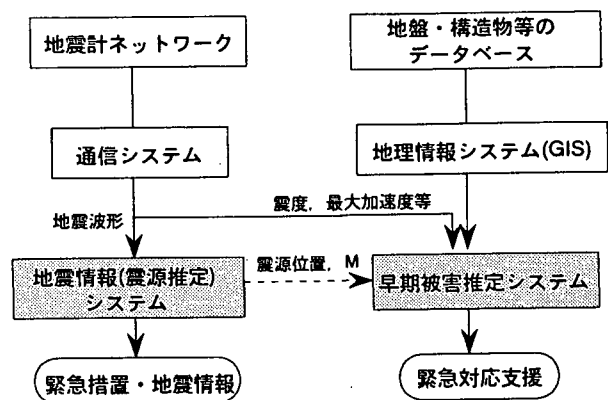 地震計ネットワーク
地盤・構造物等の
データベース
通信システム
地理情報システム(GIS)
震度，最大加速度等
地震波形
地震情報(震源推定)
システム
震源位置，M
早期被害推定システム
緊急措置・地震情報
緊急対応支援